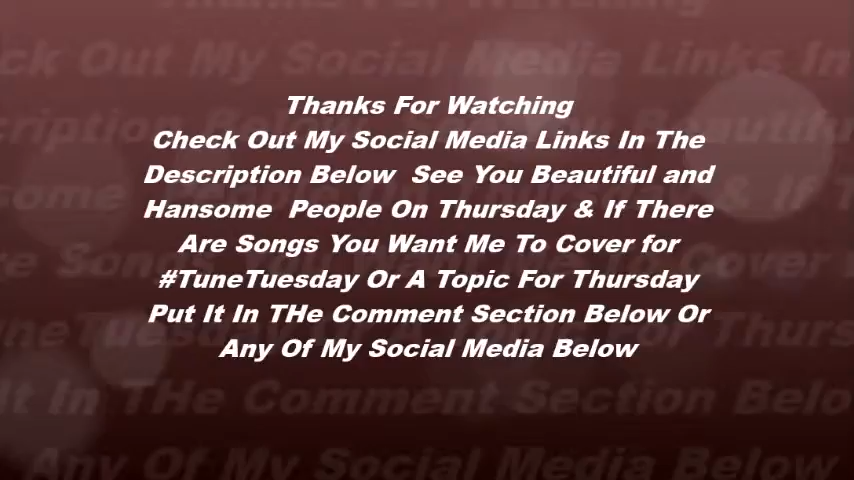 Thanks For Watching
Check Out My Social Media Links In The
Description Below  See You Beautiful and
Hansome  People On Thursday & If There
Are Songs You Want Me To Cover for
#TuneTuesday Or A Topic For Thursday
Put It In THe Comment Section Below Or
Any Of My Social Media Below